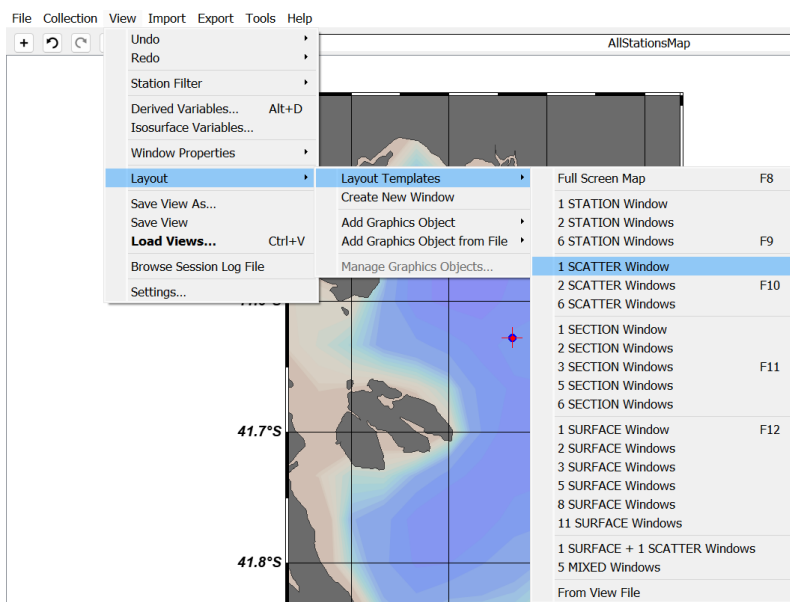 File Collection View Import Export Tools Help
AllStationsMap
Undo
Redo
Station Filter
Derived Variables... Alt+D
Isosurface Variables...
Window Properties
Layout
Save View As...
Save View
Load Views... Ctrl+V
Browse Session Log File
Settings...
Layout Templates
Create New Window
Add Graphics Object
Add Graphics Object from File
Manage Graphics Objects...
Full Screen Map F8
1 STATION Window
2 STATION Windows
6 STATION Windows F9
1 SCATTER Window
2 SCATTER Windows F10
6 SCATTER Windows
1 SECTION Window
2 SECTION Windows
3 SECTION Windows F11
5 SECTION Windows
6 SECTION Windows
1 SURFACE Window F12
2 SURFACE Windows
3 SURFACE Windows
5 SURFACE Windows
8 SURFACE Windows
11 SURFACE Windows
1 SURFACE + 1 SCATTER Windows
5 MIXED Windows
From View File
41.7°S
41.8°S